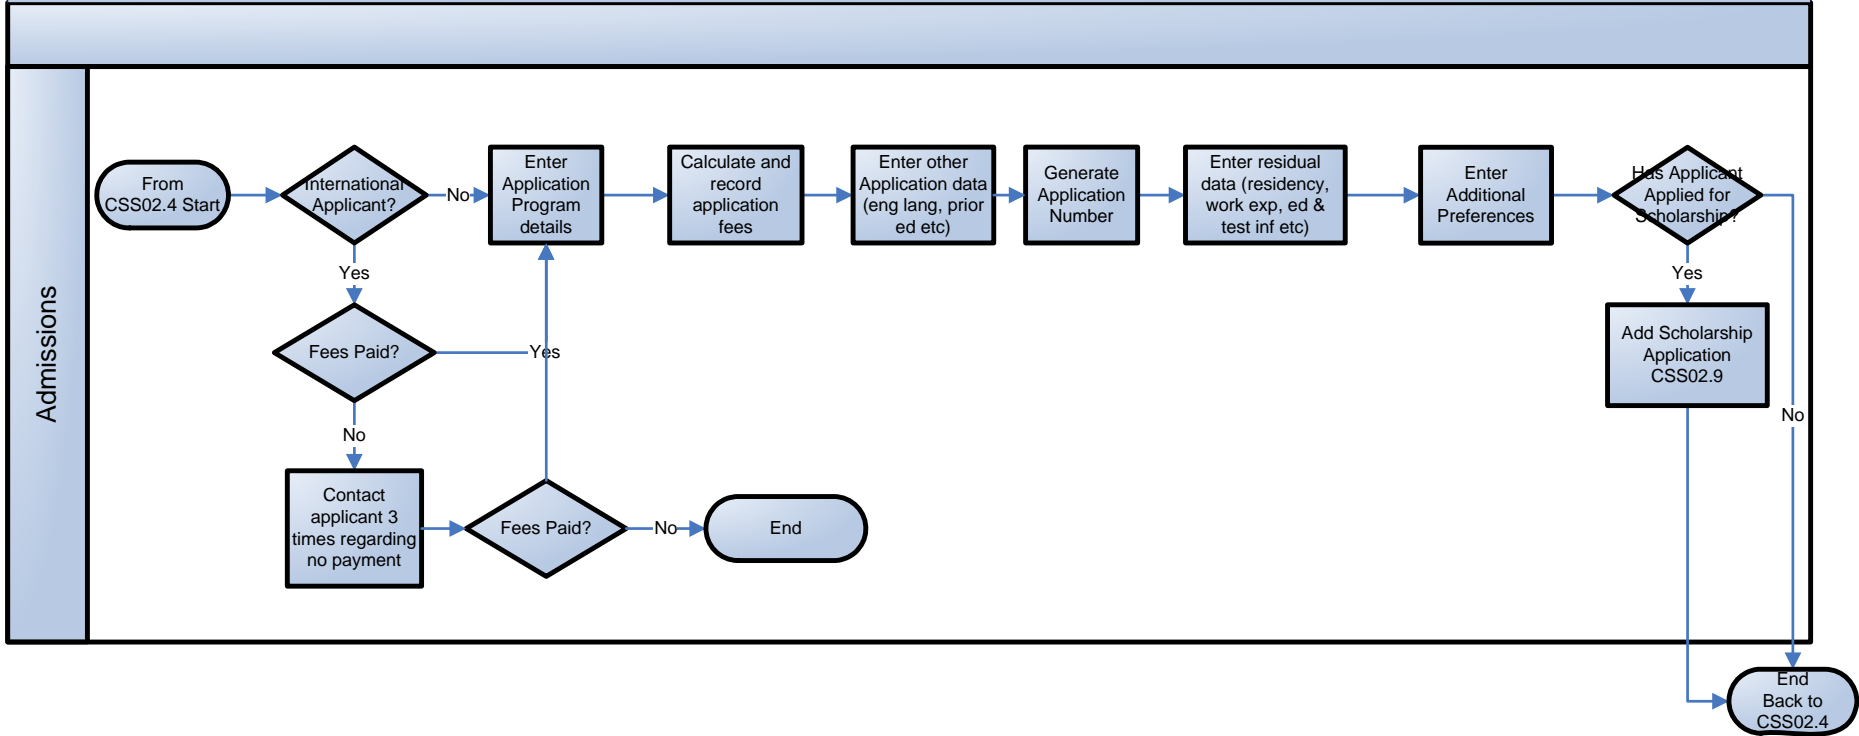 Admissions
From
CSS02.4 Start
International
Applicant?
No
Enter
Application
Program
details
Calculate and
record
application
fees
Enter other
Application data
(eng lang, prior
ed etc)
Generate
Application
Number
Enter residual
data (residency,
work exp, ed &
test inf etc)
Enter
Additional
Preferences
Has Applicant
Applied for
Scholarship?
Yes
Yes
Fees Paid?
Yes
Add Scholarship
Application
CSS02.9
No
No
Contact
applicant 3
times regarding
no payment
Fees Paid?
No
End
End
Back to
CSS02.4